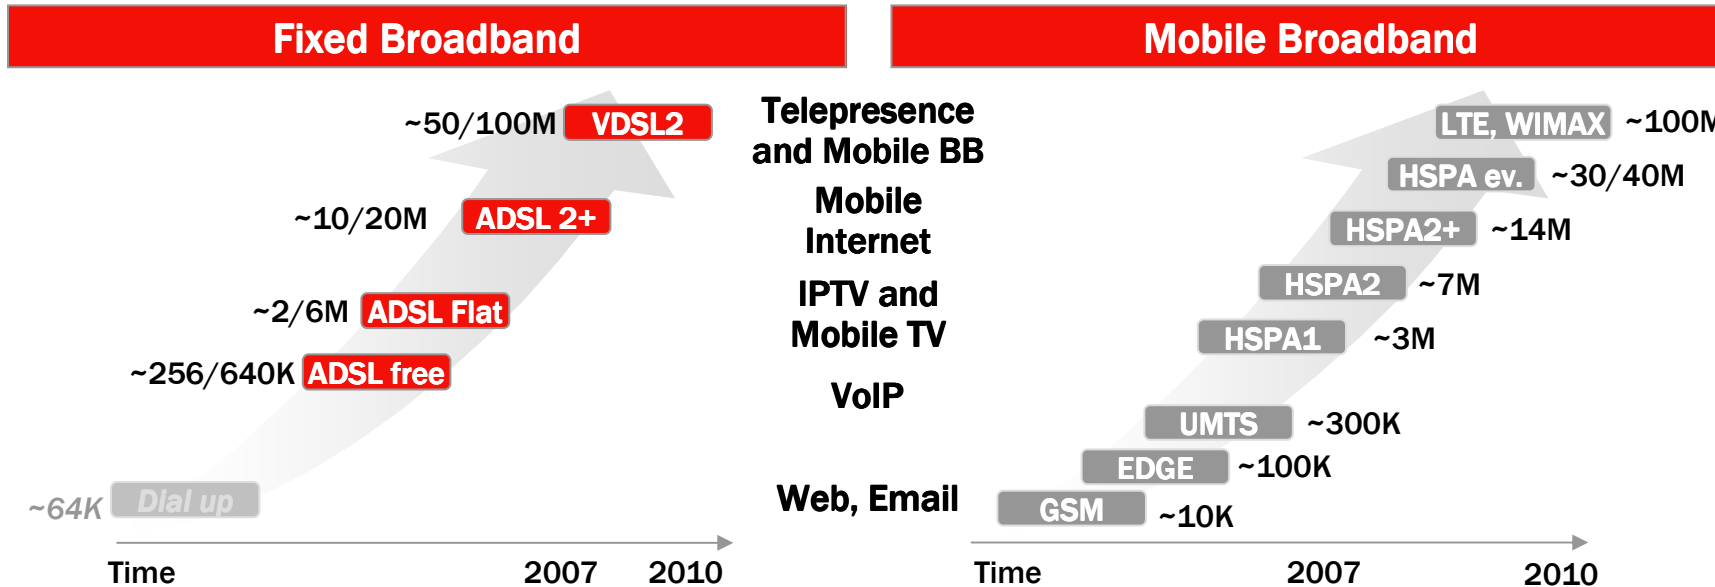 Fixed Broadband
Mobile Broadband
~50/100M VDSL2
~10/20M ADSL 2+
~2/6M ADSL Flat
~256/640K ADSL free
~64K Dial up
Time 2007 2010
Telepresence
and Mobile BB
Mobile
Internet
IPTV and
Mobile TV
VoIP
Web, Email
LTE, WIMAX ~100M
HSPA ev. ~30/40M
HSPA2+ ~14M
HSPA2 ~7M
HSPA1 ~3M
UMTS ~300K
EDGE ~100K
GSM ~10K
Time 2007 2010